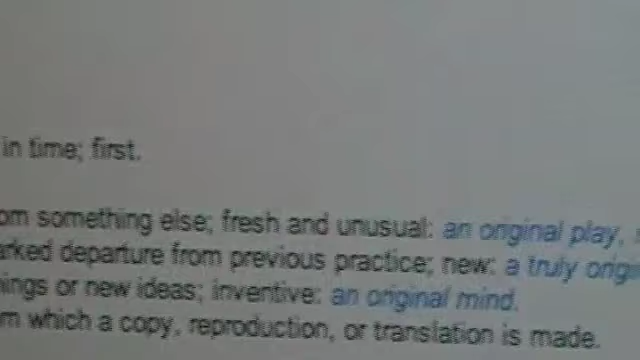 in time; first.
om something else; fresh and unusual: an original play,
arked departure from previous practice; new: a truly origi
ings or new ideas; inventive: an original mind.
m which a copy, reproduction, or translation is made.